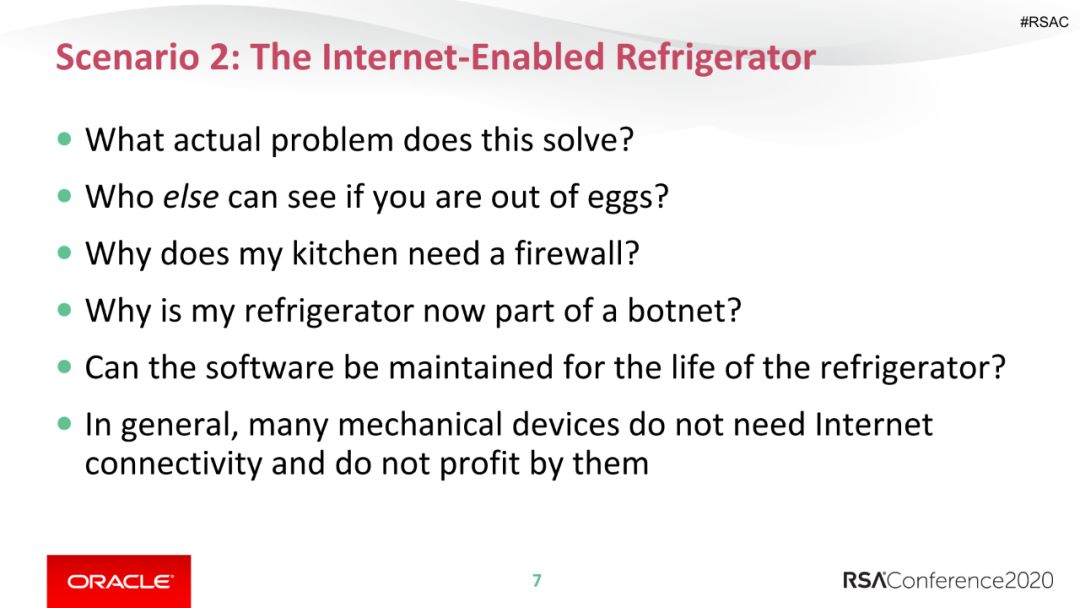 #RSAC
Scenario 2: The Internet-Enabled Refrigerator
• What actual problem does this solve?
• Who else can see if you are out of eggs?
• Why does my kitchen need a firewall?
• Why is my refrigerator now part of a botnet?
• Can the software be maintained for the life of the refrigerator?
• In general, many mechanical devices do not need Internet
connectivity and do not profit by them
ORACLE®
7
RSAConference2020